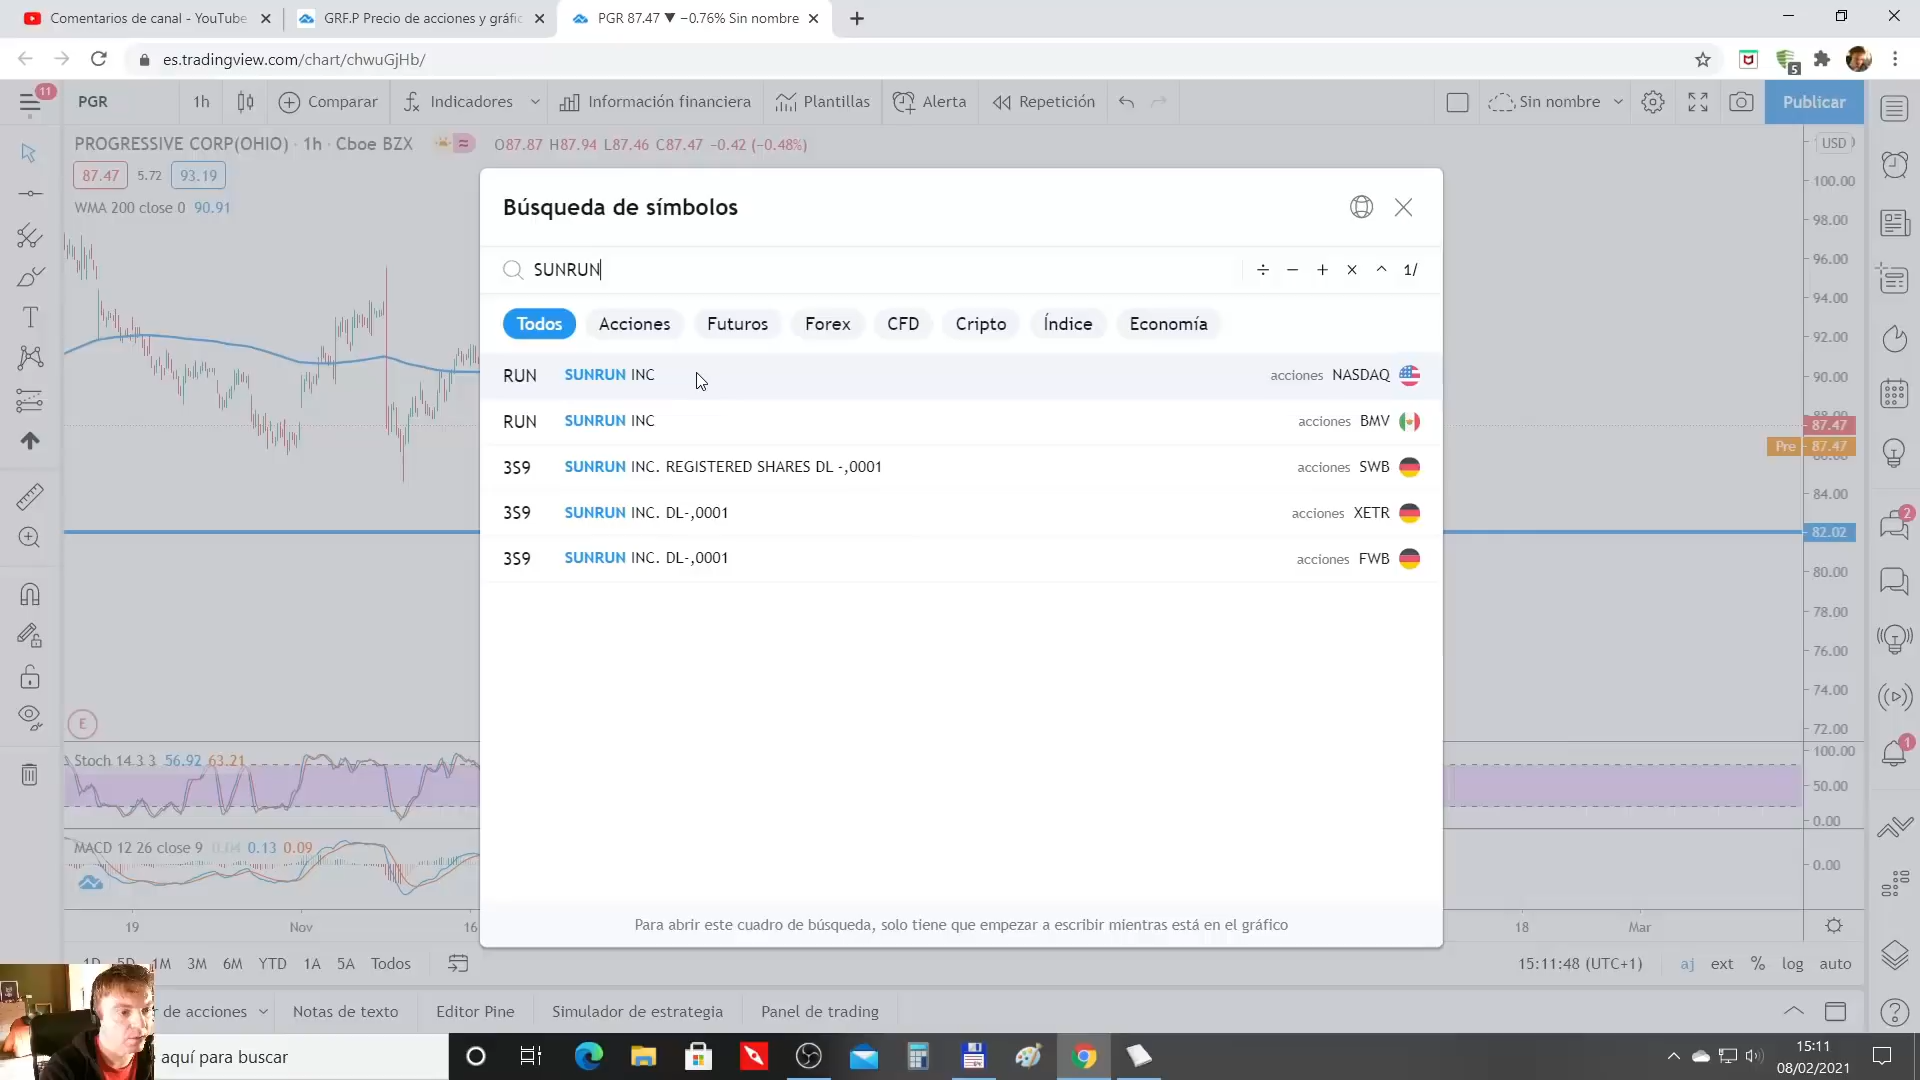 Comentarios de canal - YouTube
GRF.P Precio de acciones y gráfic
PGR 87.47 ▼ −0.76% Sin nombre
es.tradingview.com/chart/chwuGjHb/
5
11
PGR
1h
Comparar
Indicadores
Información financiera
Plantillas
Alerta
Repetición
Sin nombre
Publicar
PROGRESSIVE CORP(OHIO) · 1h · Cboe BZX
O87.87 H87.94 L87.46 C87.47 −0.42 (−0.48%)
USD
87.47
5.72
93.19
WMA 200 close 0 90.91
Búsqueda de símbolos
SUNRUN
÷ − + × ^ 1/
Todos
Acciones
Futuros
Forex
CFD
Cripto
Índice
Economía
RUN SUNRUN INC acciones NASDAQ
RUN SUNRUN INC acciones BMV
3S9 SUNRUN INC. REGISTERED SHARES DL -,0001 acciones SWB
3S9 SUNRUN INC. DL-,0001 acciones XETR
3S9 SUNRUN INC. DL-,0001 acciones FWB
Para abrir este cuadro de búsqueda, solo tiene que empezar a escribir mientras está en el gráfico
100.00
98.00
96.00
94.00
92.00
90.00
88.00
87.47
Pre 87.47
84.00
82.02
80.00
78.00
76.00
74.00
72.00
100.00
50.00
0.00
0.00
2
1
E
Stoch 14 3 3 56.92 63.21
MACD 12 26 close 9 0.04 0.13 0.09
19
Nov
16
18
Mar
1D 5D 1M 3M 6M YTD 1A 5A Todos
15:11:48 (UTC+1)
aj ext % log auto
de acciones
Notas de texto
Editor Pine
Simulador de estrategia
Panel de trading
aquí para buscar
15:11
08/02/2021